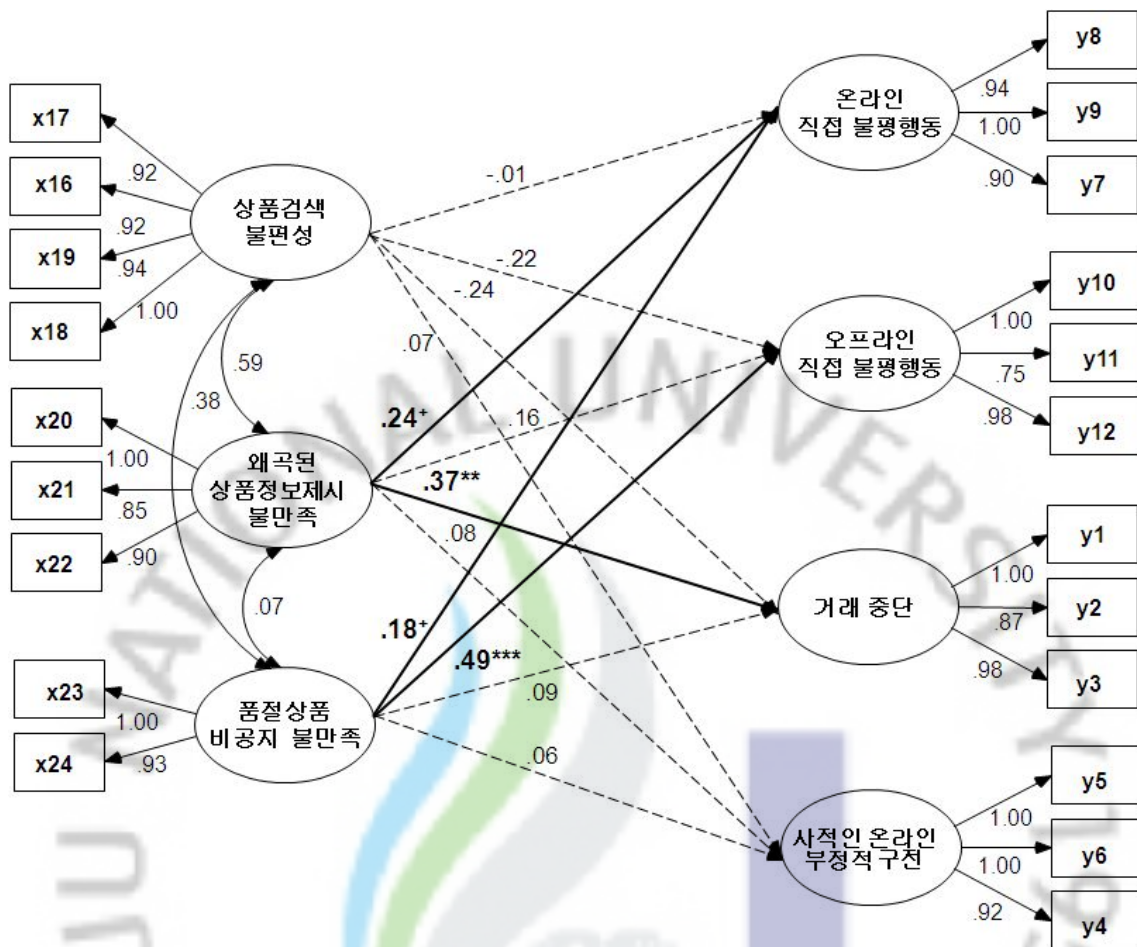 x17
x16
x19
x18
.92
.92
.94
1.00
상품검색
불편성
.59
.38
x20
x21
x22
1.00
.85
.90
왜곡된
상품정보제시
불만족
.07
x23
x24
1.00
.93
품절상품
비공지 불만족
-.01
-.22
-.24
.07
.24+
.16
.37**
.08
.18+
.49***
.09
.06
온라인
직접 불평행동
.94
1.00
.90
y8
y9
y7
오프라인
직접 불평행동
1.00
.75
.98
y10
y11
y12
거래 중단
1.00
.87
.98
y1
y2
y3
사적인 온라인
부정적구전
1.00
1.00
.92
y5
y6
y4
NATIONAL UNIVERSITY